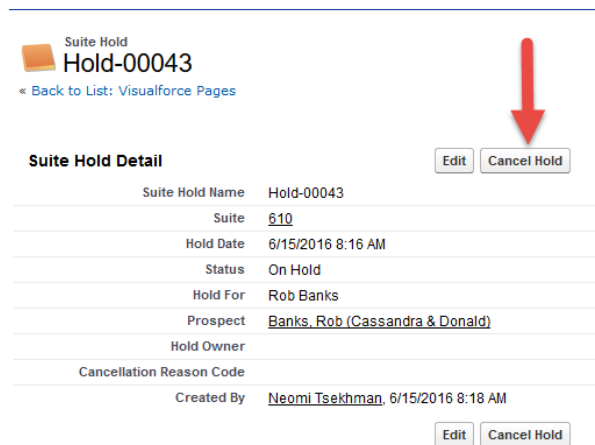 Suite Hold
Hold-00043
« Back to List: Visualforce Pages
Suite Hold Detail Edit Cancel Hold
Suite Hold Name Hold-00043
Suite 610
Hold Date 6/15/2016 8:16 AM
Status On Hold
Hold For Rob Banks
Prospect Banks, Rob (Cassandra & Donald)
Hold Owner
Cancellation Reason Code
Created By Neomi Tsekhman, 6/15/2016 8:18 AM
Edit Cancel Hold